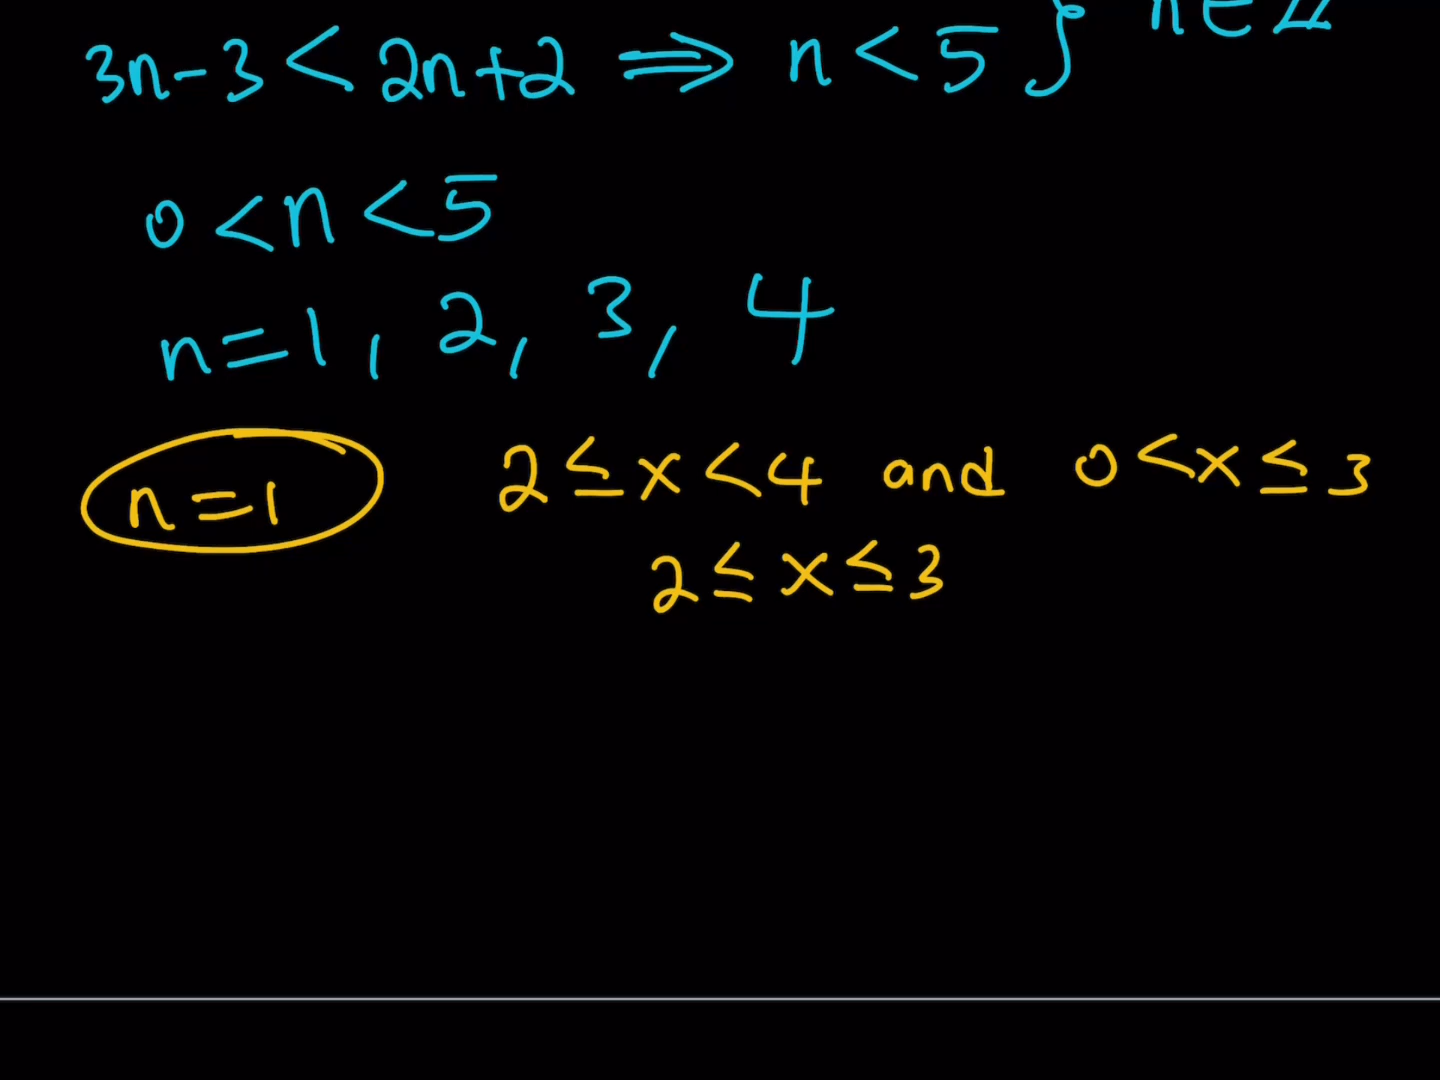 3n-3<2n+2 ⟹ n<5 } n∈ℤ
0<n<5
n=1, 2, 3, 4
n=1 2≤x<4 and 0<x≤3
2≤x≤3